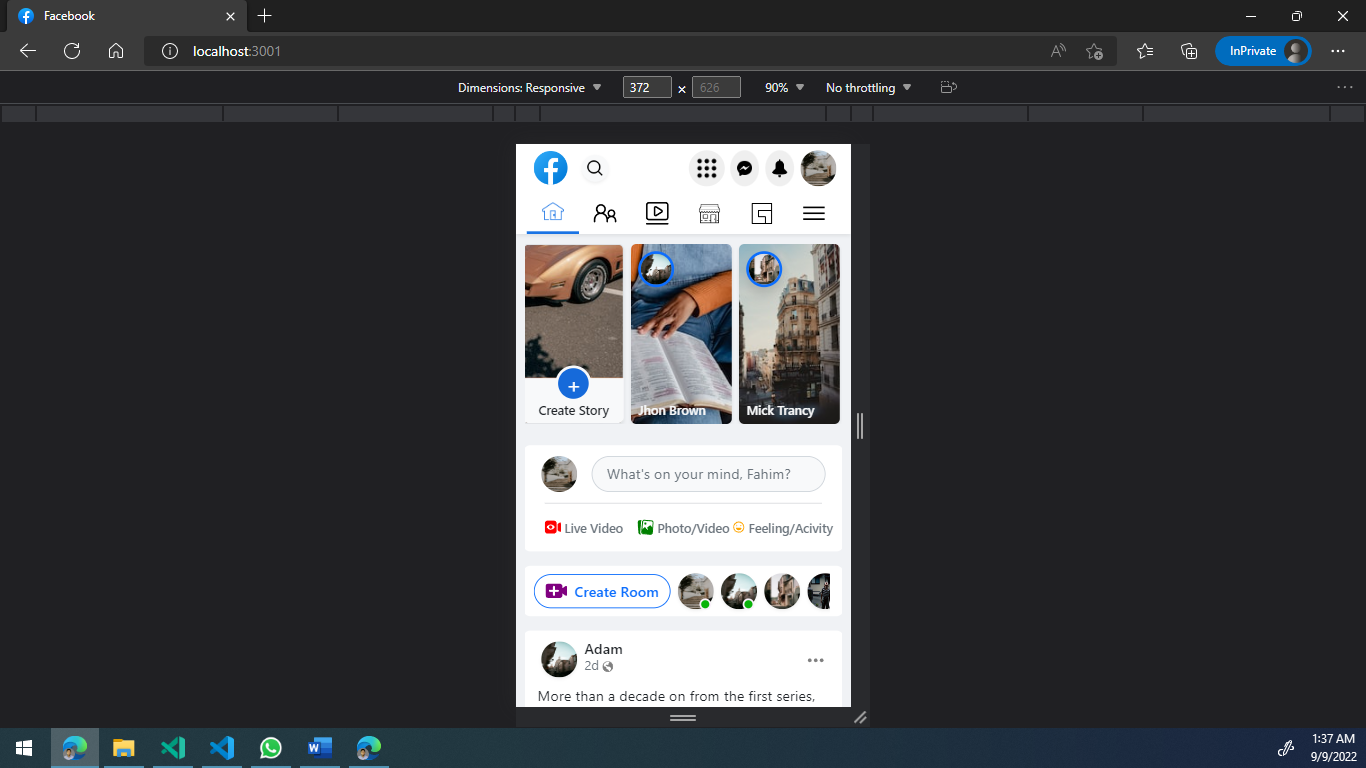 Facebook
localhost:3001
InPrivate
Dimensions: Responsive 372 × 626 90% No throttling
Create Story
Jhon Brown
Mick Trancy
What's on your mind, Fahim?
Live Video Photo/Video Feeling/Acivity
Create Room
Adam
2d
More than a decade on from the first series,
1:37 AM
9/9/2022